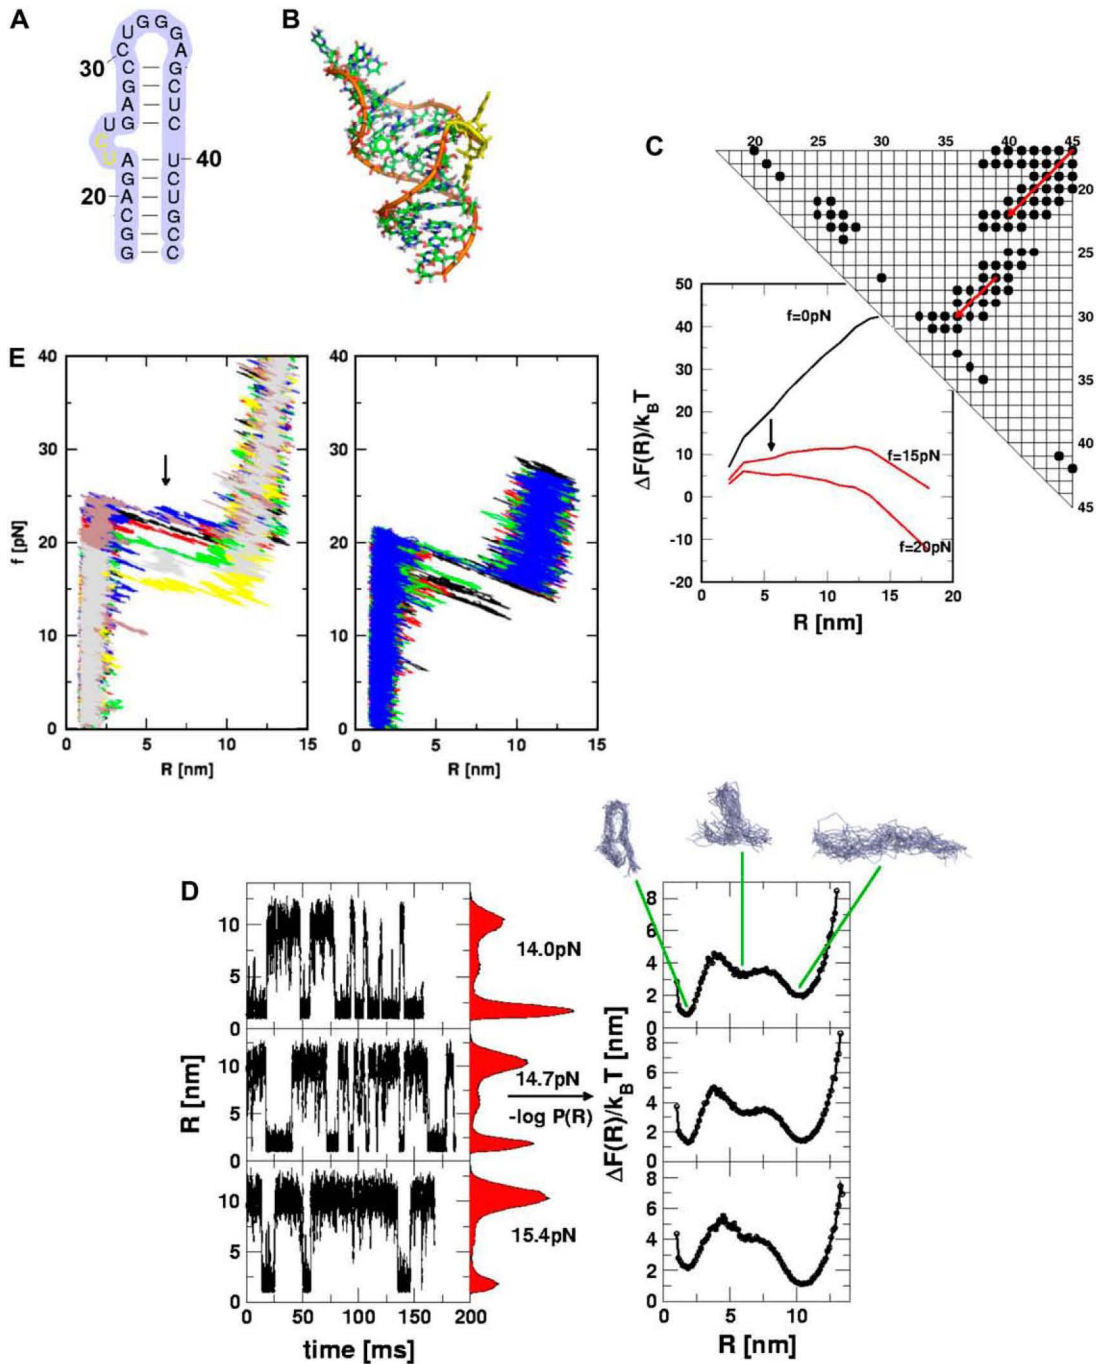 A
U G G G
C A
30 C G
C G — C
G — U
A — C
G — U
U G — C
C
U A — U 40
G — C
20 A — U
C — G
G — C
G — C
B
C
20 25 30 35 40 45
20
25
30
35
40
45
50
40
30
20
10
0
-10
-20
f=0pN
f=15pN
f=20pN
ΔF(R)/k_BT
0 5 10 15 20
R [nm]
E
40
30
20
10
0
f [pN]
0 5 10 15
R [nm]
40
30
20
10
0
0 5 10 15
R [nm]
D
10
5
0
14.0pN
10
5
0
14.7pN
-log P(R)
10
5
0
15.4pN
R [nm]
0 50 100 150 200
time [ms]
8
6
4
2
0
8
6
4
2
0
8
6
4
2
0
ΔF(R)/k_BT [nm]
0 5 10
R [nm]